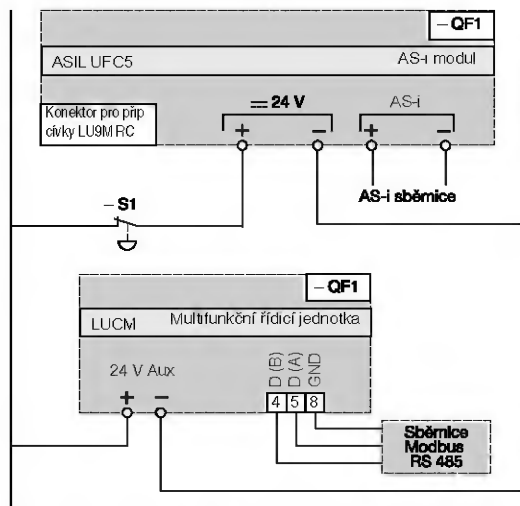 – QF1
ASIL UFC5
AS-i modul
Konektor pro přip
cívky LU9M RC
24 V
AS-i
+
–
+
–
AS-i sběrnice
– S1
– QF1
LUCM
Multifunkční řídicí jednotka
24 V Aux
D (B)
D (A)
GND
+
–
4
5
8
Sběrnice
Modbus
RS 485